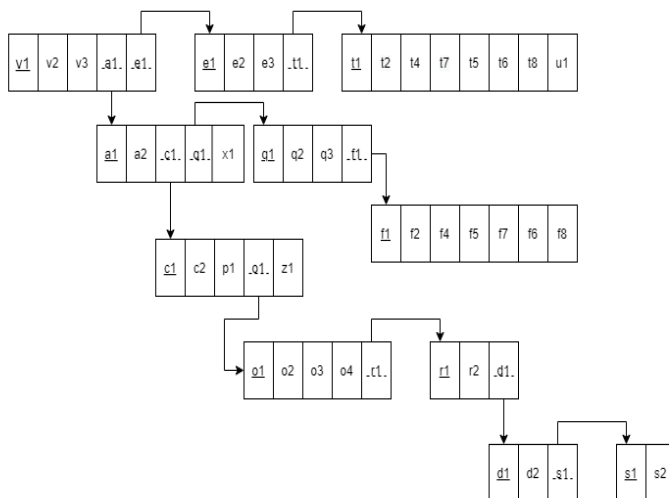 v1 v2 v3 a1 e1 e1 e2 e3 t1 t1 t2 t4 t7 t5 t6 t8 u1
a1 a2 c1 q1 x1 q1 q2 q3 f1
f1 f2 f4 f5 f7 f6 f8
c1 c2 p1 o1 z1
o1 o2 o3 o4 r1 r1 r2 d1
d1 d2 s1 s1 s2